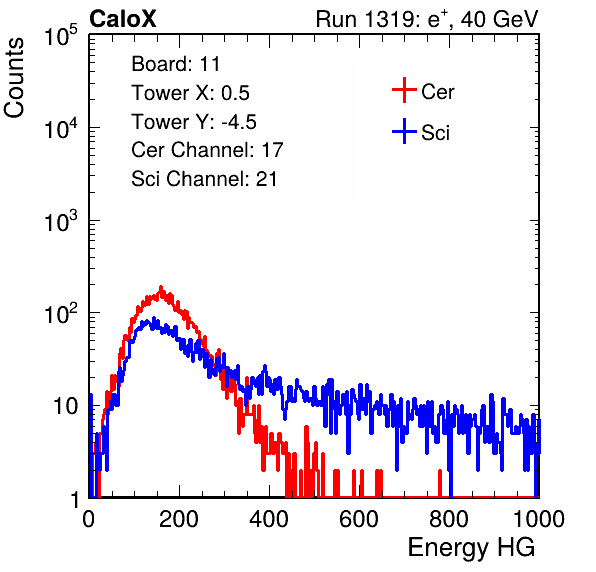 CaloX Run 1319: e⁺, 40 GeV
Counts
10⁵
10⁴
10³
10²
10
1
Board: 11
Tower X: 0.5
Tower Y: -4.5
Cer Channel: 17
Sci Channel: 21
Cer
Sci
0 200 400 600 800 1000
Energy HG